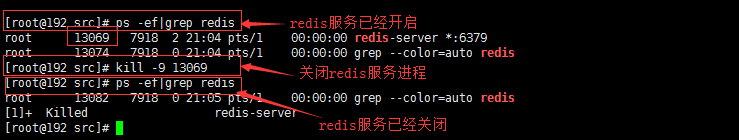 [root@192 src]# ps -ef|grep redis
redis服务已经开启
root 13069 7918 2 21:04 pts/1 00:00:00 redis-server *:6379
root 13074 7918 0 21:04 pts/1 00:00:00 grep --color=auto redis
[root@192 src]# kill -9 13069
关闭redis服务进程
[root@192 src]# ps -ef|grep redis
root 13082 7918 0 21:05 pts/1 00:00:00 grep --color=auto redis
[1]+ Killed redis-server
redis服务已经关闭
[root@192 src]#